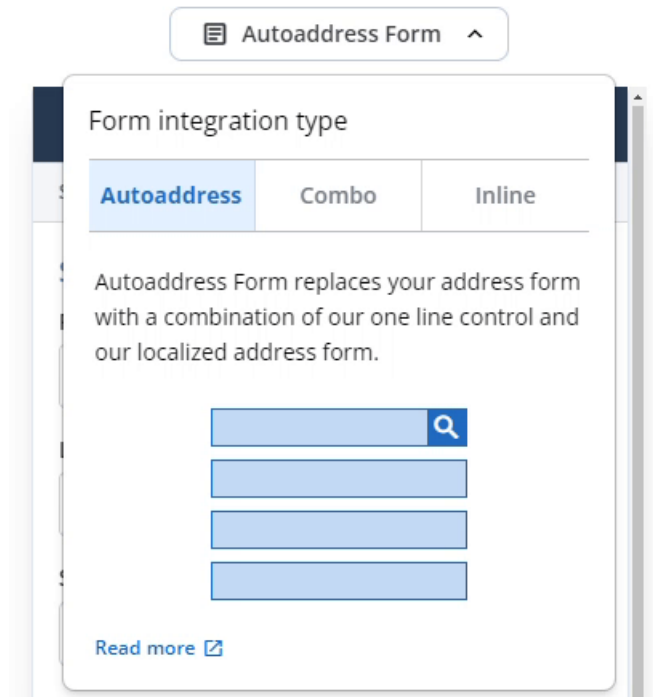 Autoaddress Form
Form integration type
Autoaddress Combo Inline
Autoaddress Form replaces your address form
with a combination of our one line control and
our localized address form.
Read more